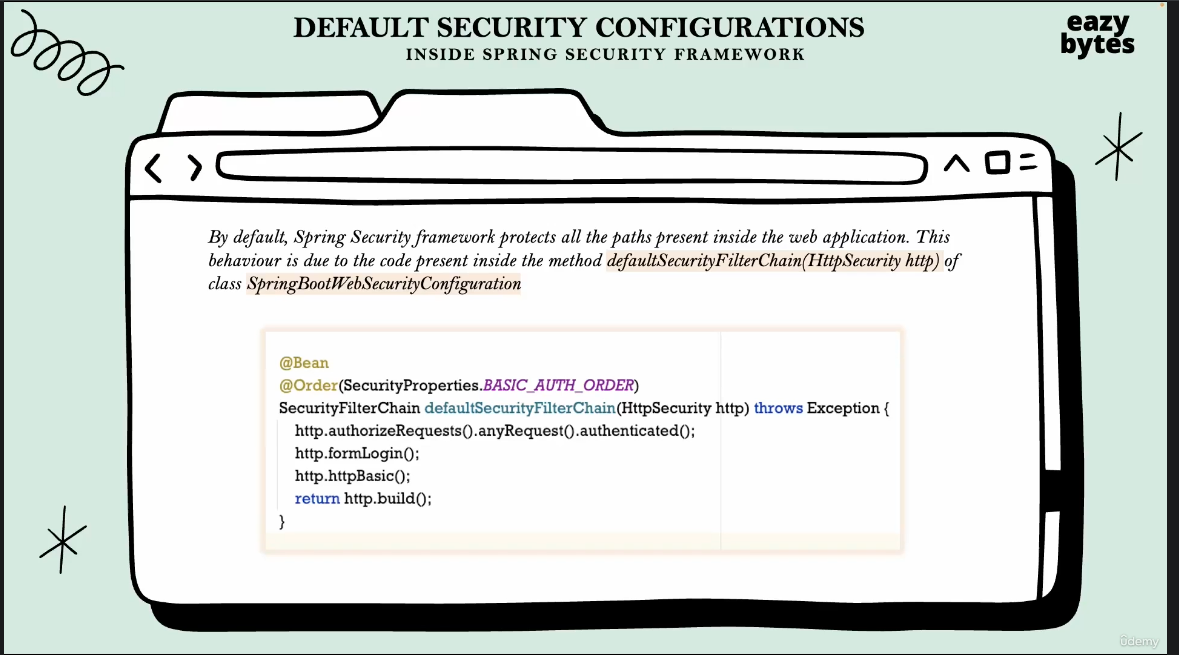 DEFAULT SECURITY CONFIGURATIONS
INSIDE SPRING SECURITY FRAMEWORK
eazy
bytes
By default, Spring Security framework protects all the paths present inside the web application. This
behaviour is due to the code present inside the method defaultSecurityFilterChain(HttpSecurity http) of
class SpringBootWebSecurityConfiguration
@Bean
@Order(SecurityProperties.BASIC_AUTH_ORDER)
SecurityFilterChain defaultSecurityFilterChain(HttpSecurity http) throws Exception {
http.authorizeRequests().anyRequest().authenticated();
http.formLogin();
http.httpBasic();
return http.build();
}
ûdemy